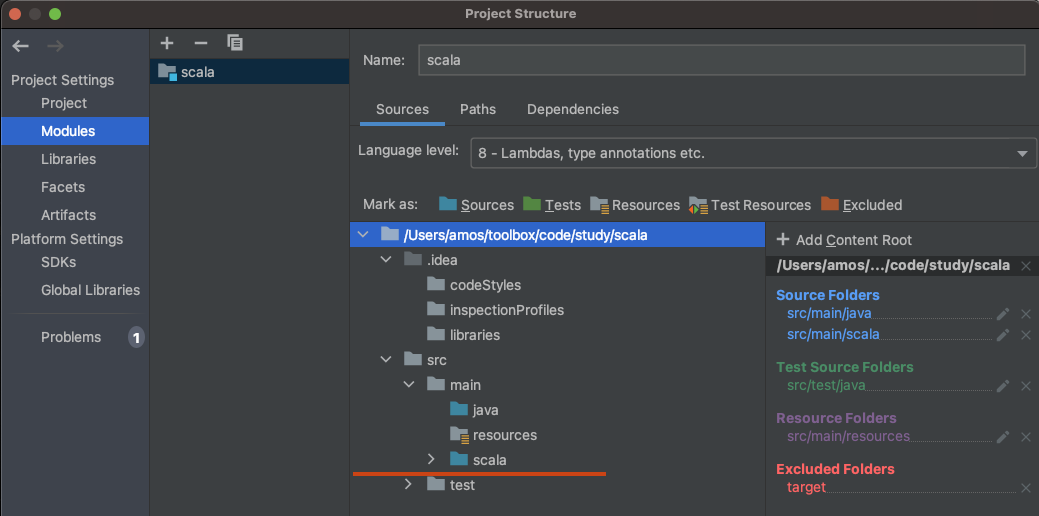 Project Structure
Project Settings
Project
Modules
Libraries
Facets
Artifacts
Platform Settings
SDKs
Global Libraries
Problems 1
scala
Name: scala
Sources Paths Dependencies
Language level: 8 - Lambdas, type annotations etc.
Mark as: Sources Tests Resources Test Resources Excluded
/Users/amos/toolbox/code/study/scala
.idea
codeStyles
inspectionProfiles
libraries
src
main
java
resources
scala
test
Add Content Root
/Users/amos/.../code/study/scala
Source Folders
src/main/java
src/main/scala
Test Source Folders
src/test/java
Resource Folders
src/main/resources
Excluded Folders
target